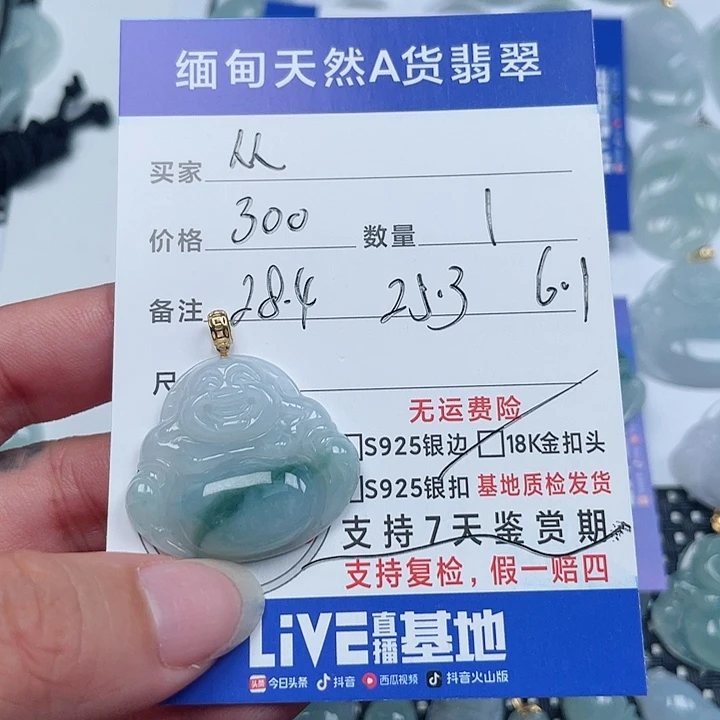 缅甸天然A货翡翠
买家 从
价格 300 数量 1
备注 28.4 25.3 6.1
尺
无运费险
S925银边 18K金扣头
S925银扣 基地质检发货
支持7天鉴赏期
支持复检，假一赔四
LiVE直播基地
头条 今日头条 抖音 西瓜视频 抖音火山版